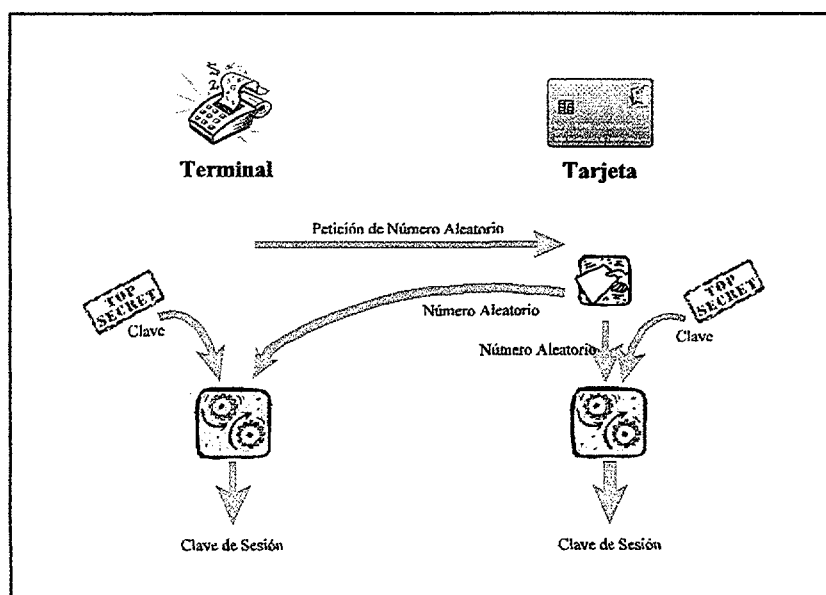 Terminal
Tarjeta
Petición de Número Aleatorio
TOP
SECRET
Clave
Número Aleatorio
Número Aleatorio
TOP
SECRET
Clave
Clave de Sesión
Clave de Sesión